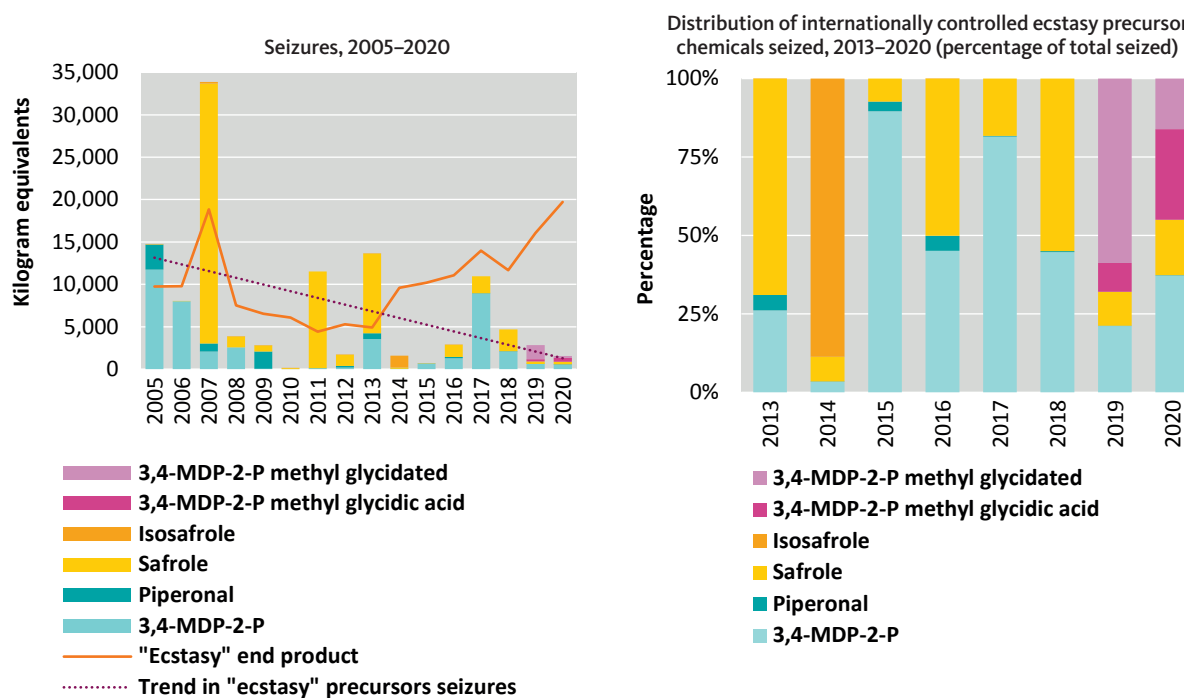 Seizures, 2005–2020
35,000
30,000
25,000
20,000
15,000
10,000
5,000
0
Kilogram equivalents
2005
2006
2007
2008
2009
2010
2011
2012
2013
2014
2015
2016
2017
2018
2019
2020
3,4-MDP-2-P methyl glycidated
3,4-MDP-2-P methyl glycidic acid
Isosafrole
Safrole
Piperonal
3,4-MDP-2-P
"Ecstasy" end product
Trend in "ecstasy" precursors seizures
Distribution of internationally controlled ecstasy precursor
chemicals seized, 2013–2020 (percentage of total seized)
100%
75%
50%
25%
0%
Percentage
2013
2014
2015
2016
2017
2018
2019
2020
3,4-MDP-2-P methyl glycidated
3,4-MDP-2-P methyl glycidic acid
Isosafrole
Safrole
Piperonal
3,4-MDP-2-P